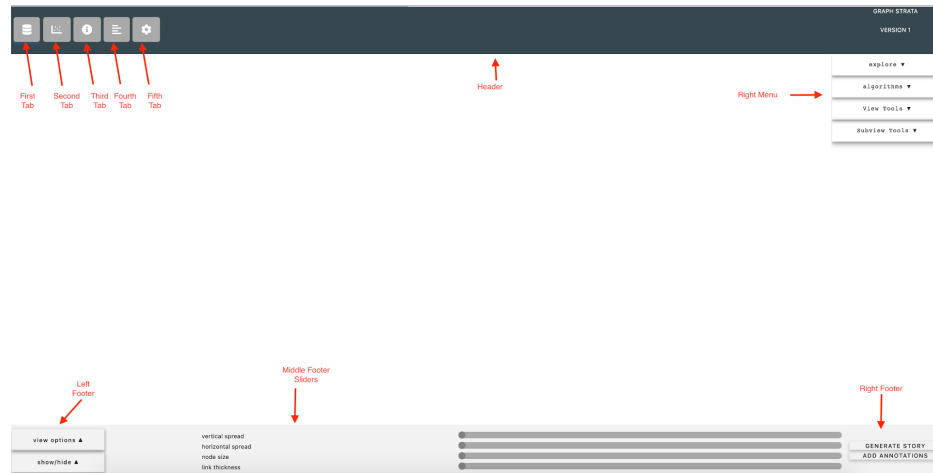 GRAPH STRATA
VERSION 1
First
Tab
Second
Tab
Third
Tab
Fourth
Tab
Fifth
Tab
Header
Right Menu
explore ▼
algorithms ▼
View Tools ▼
Subview Tools ▼
Left
Footer
Middle Footer
Sliders
Right Footer
view options ▲
show/hide ▲
vertical spread
horizontal spread
node size
link thickness
GENERATE STORY
ADD ANNOTATIONS